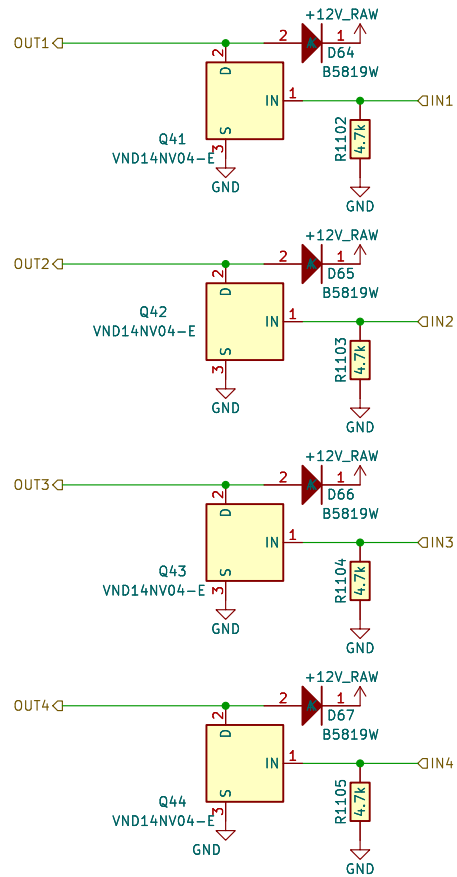 +12V_RAW
OUT1
2
1
D64
2
B5819W
D
IN
1
IN1
R1102
4.7k
Q41
VND14NV04-E
S
3
GND
GND
+12V_RAW
OUT2
2
1
D65
2
B5819W
D
IN
1
IN2
R1103
4.7k
Q42
VND14NV04-E
S
3
GND
GND
+12V_RAW
OUT3
2
1
D66
2
B5819W
D
IN
1
IN3
R1104
4.7k
Q43
VND14NV04-E
S
3
GND
GND
+12V_RAW
OUT4
2
1
D67
2
B5819W
D
IN
1
IN4
R1105
4.7k
Q44
VND14NV04-E
S
3
GND
GND